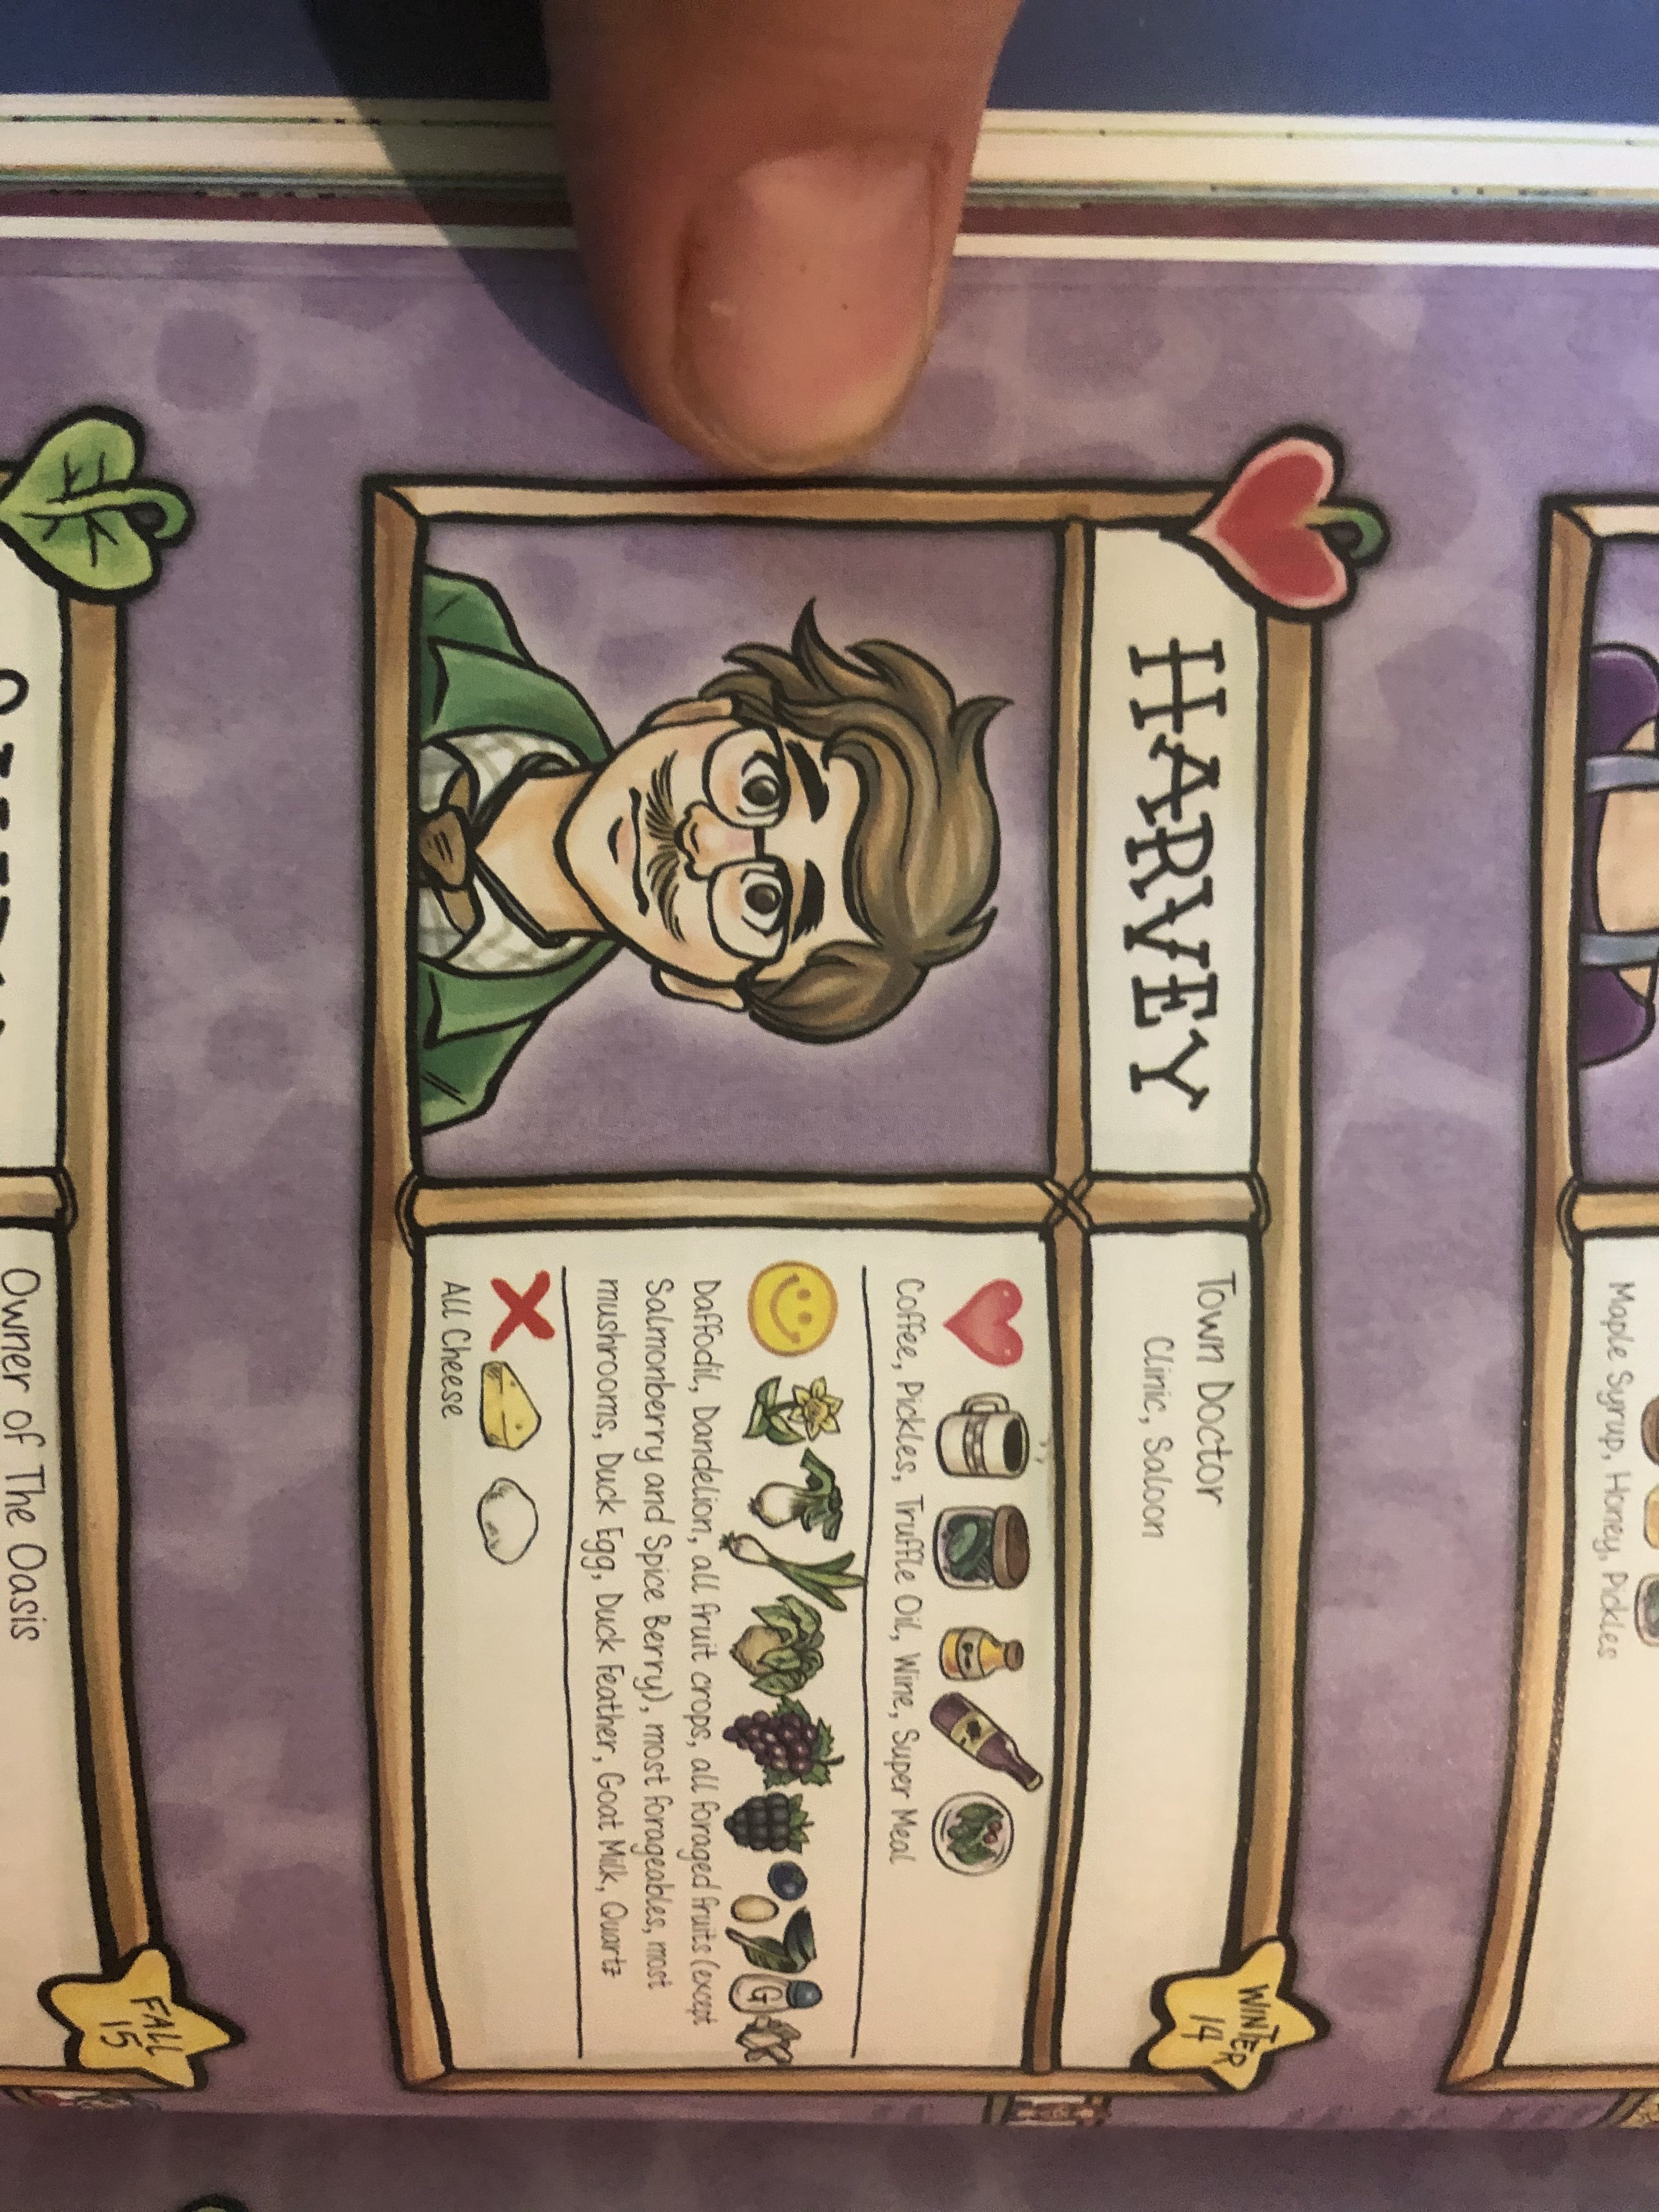 Maple Syrup, Honey, Pickles
HARVEY
Town Doctor
Clinic, Saloon
WINTER
14
Coffee, Pickles, Truffle Oil, Wine, Super Meal
G
Daffodil, Dandelion, all fruit crops, all foraged fruits (except
Salmonberry and Spice Berry), most forageables, most
mushrooms, Duck Egg, Duck Feather, Goat Milk, Quartz
All Cheese
Owner of The Oasis
FALL
15